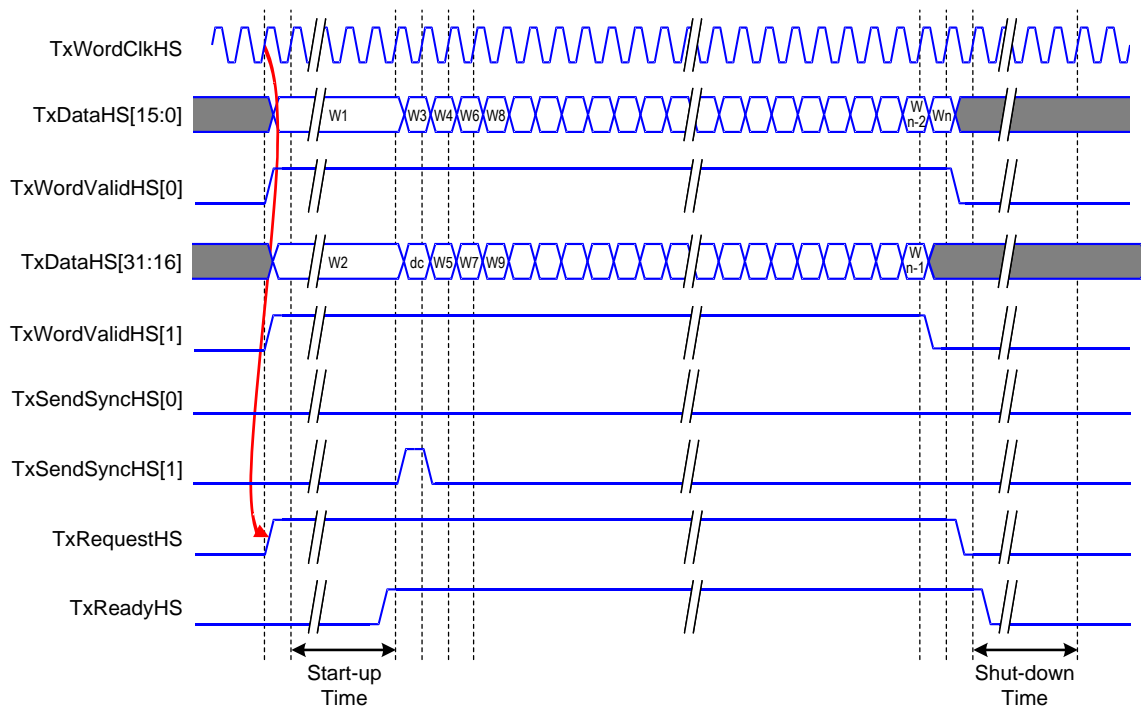 TxWordClkHS
TxDataHS[15:0]
W1
W3
W4
W6
W8
W
n-2
Wn
TxWordValidHS[0]
TxDataHS[31:16]
W2
dc
W5
W7
W9
W
n-1
TxWordValidHS[1]
TxSendSyncHS[0]
TxSendSyncHS[1]
TxRequestHS
TxReadyHS
Start-up
Time
Shut-down
Time